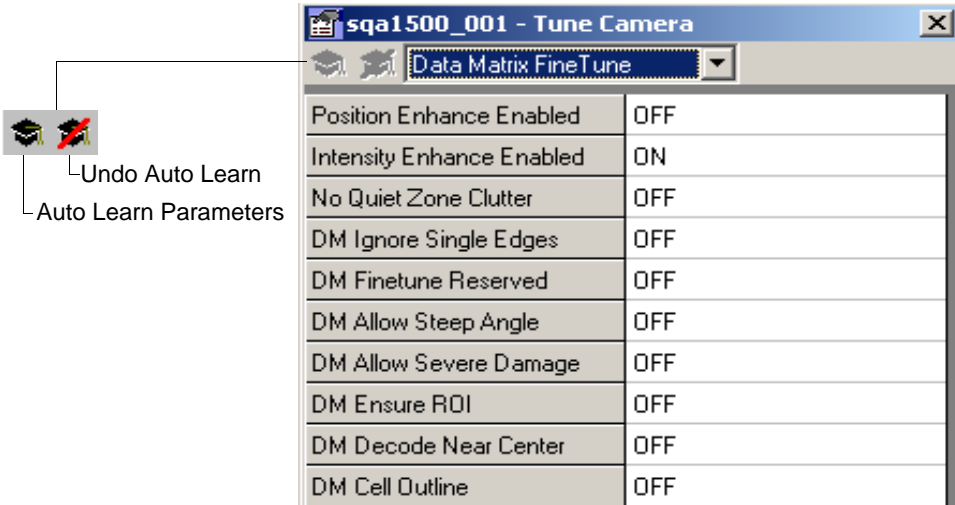 sqa1500_001 - Tune Camera
Data Matrix FineTune
Undo Auto Learn
Auto Learn Parameters
Position Enhance Enabled OFF
Intensity Enhance Enabled ON
No Quiet Zone Clutter OFF
DM Ignore Single Edges OFF
DM Finetune Reserved OFF
DM Allow Steep Angle OFF
DM Allow Severe Damage OFF
DM Ensure ROI OFF
DM Decode Near Center OFF
DM Cell Outline OFF